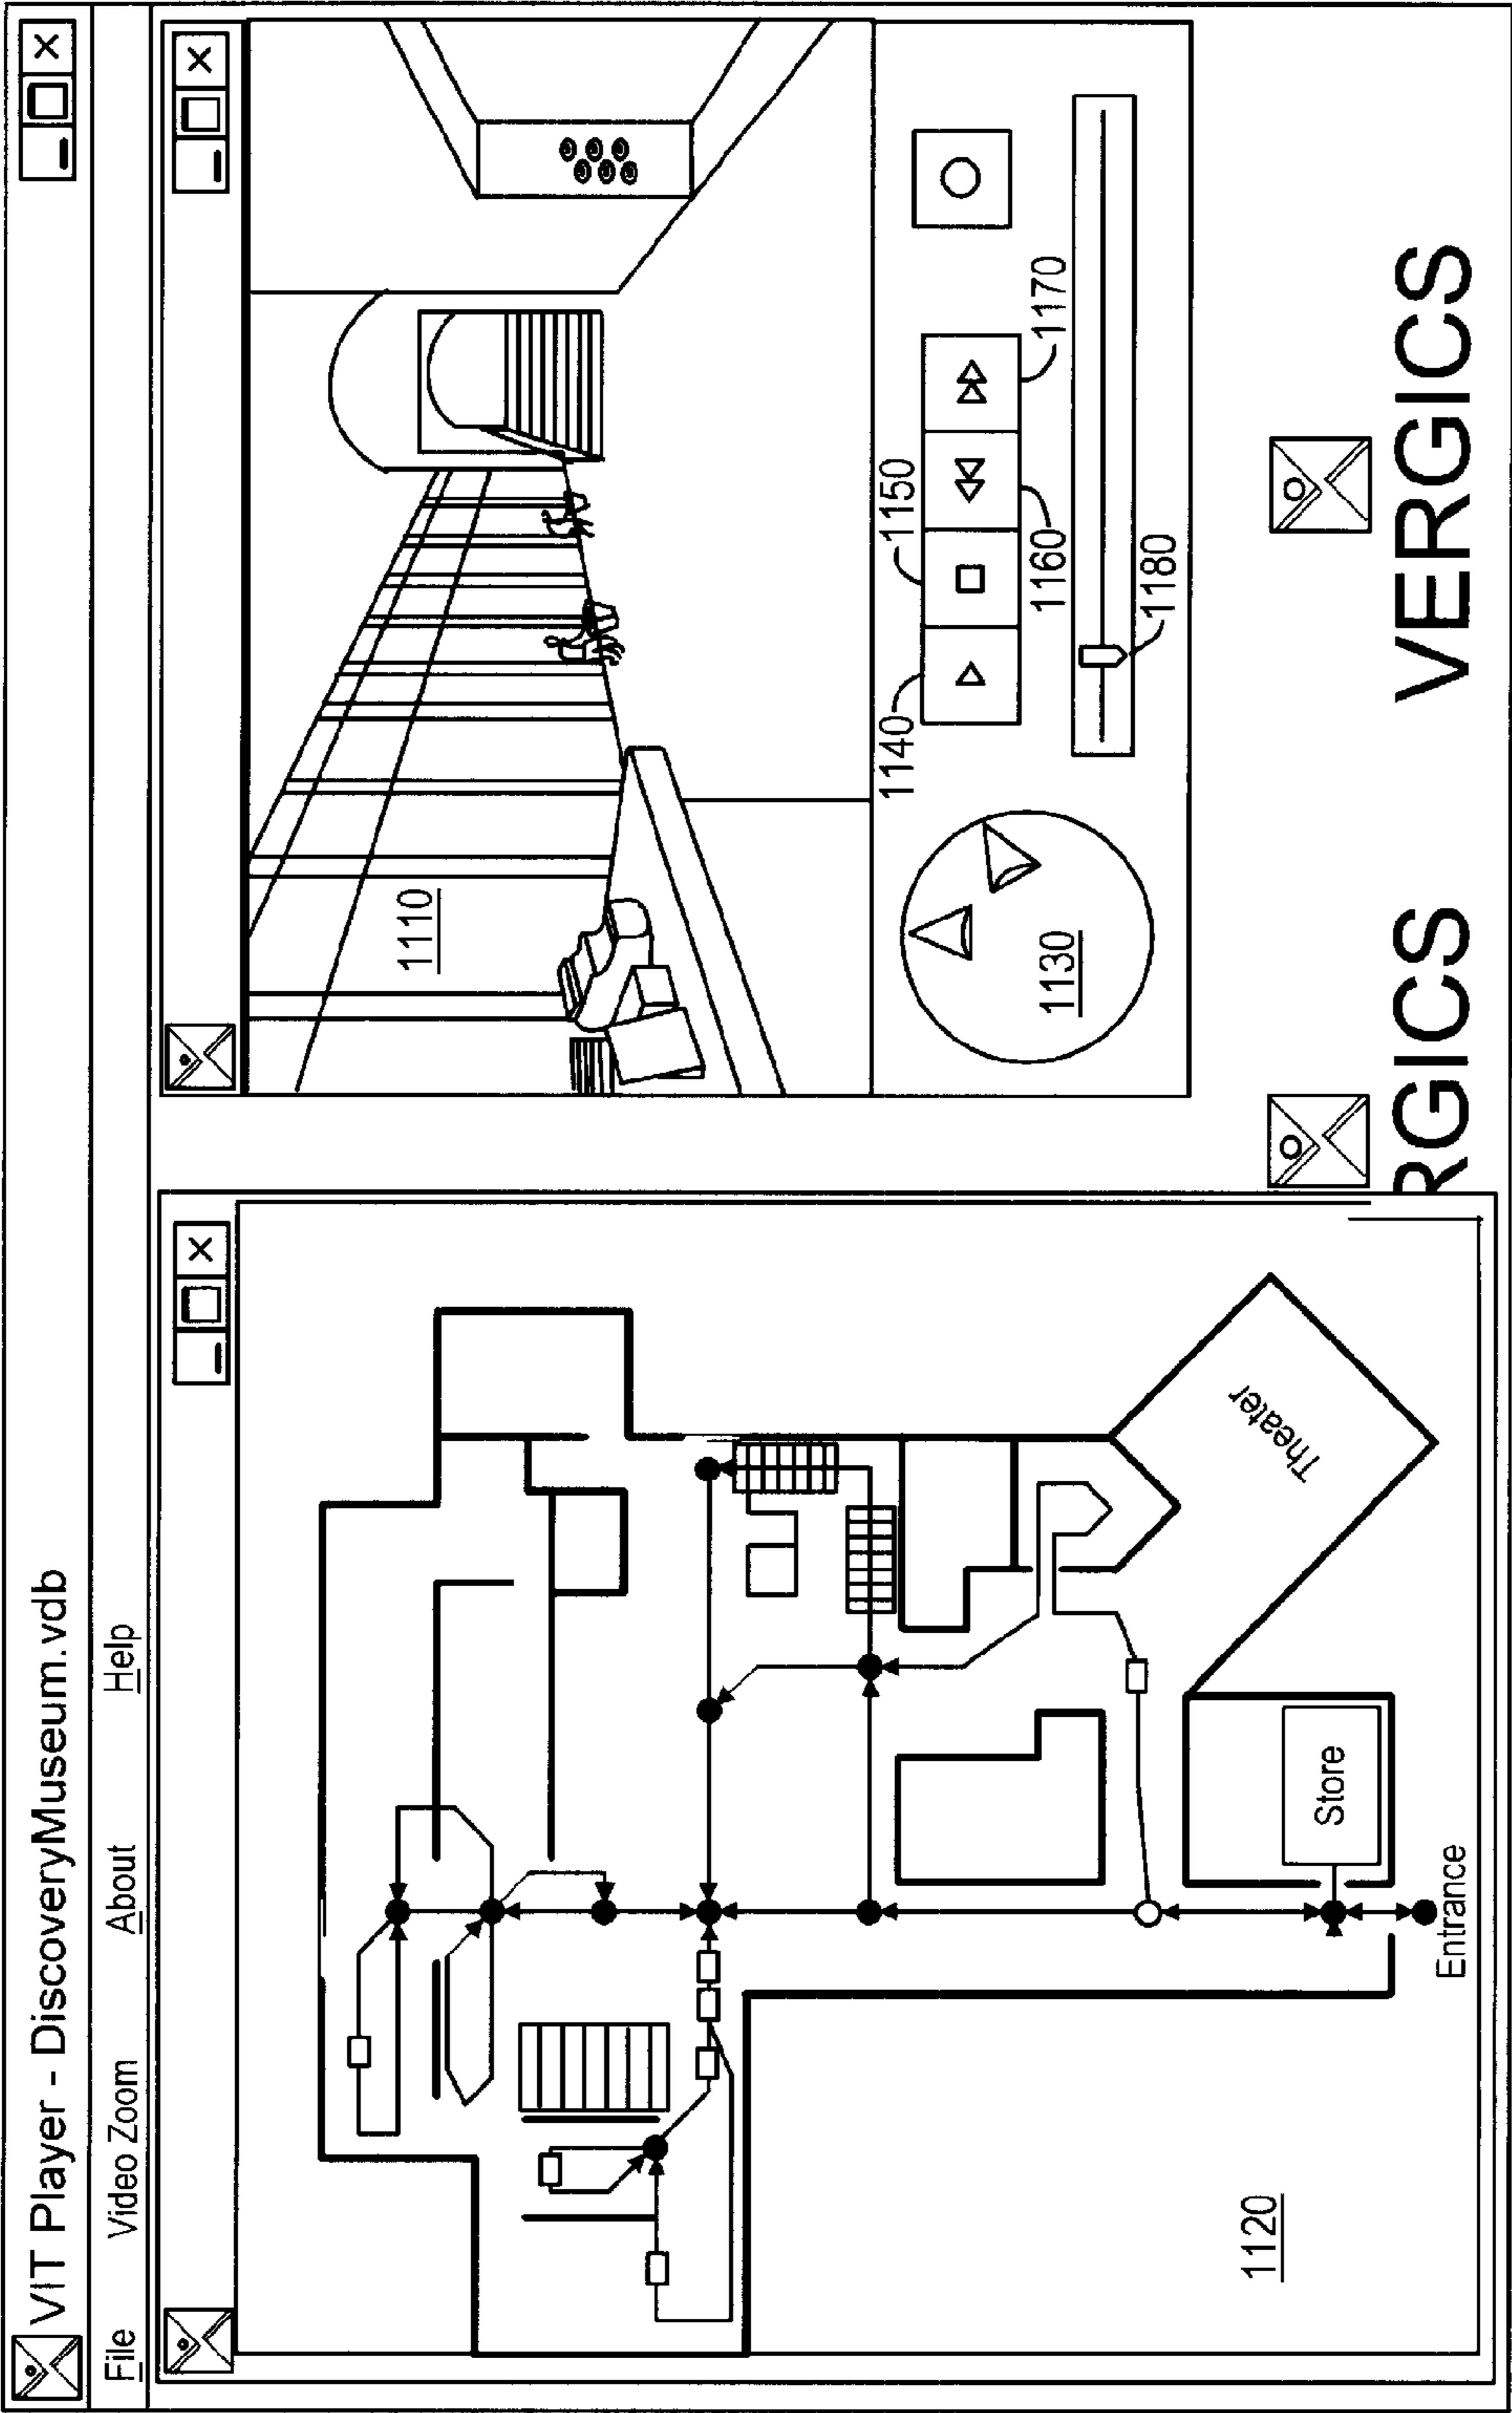 VIT Player - DiscoveryMuseum.vdb
File Video Zoom About Help
1110
1140
1150
1160
1170
1180
1130
Theater
Store
Entrance
1120
RGICS VERGICS